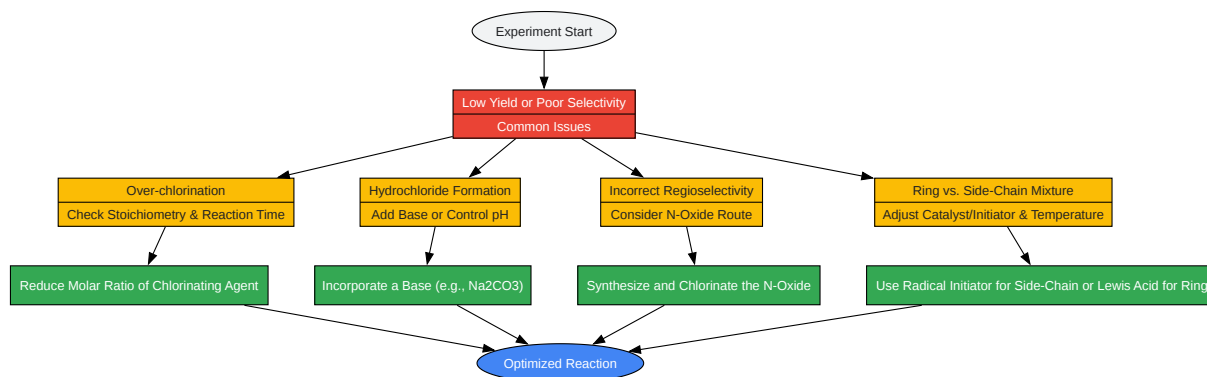 Experiment Start
Low Yield or Poor Selectivity
Common Issues
Over-chlorination
Check Stoichiometry & Reaction Time
Hydrochloride Formation
Add Base or Control pH
Incorrect Regioselectivity
Consider N-Oxide Route
Ring vs. Side-Chain Mixture
Adjust Catalyst/Initiator & Temperature
Reduce Molar Ratio of Chlorinating Agent
Incorporate a Base (e.g., Na2CO3)
Synthesize and Chlorinate the N-Oxide
Use Radical Initiator for Side-Chain or Lewis Acid for Ring
Optimized Reaction